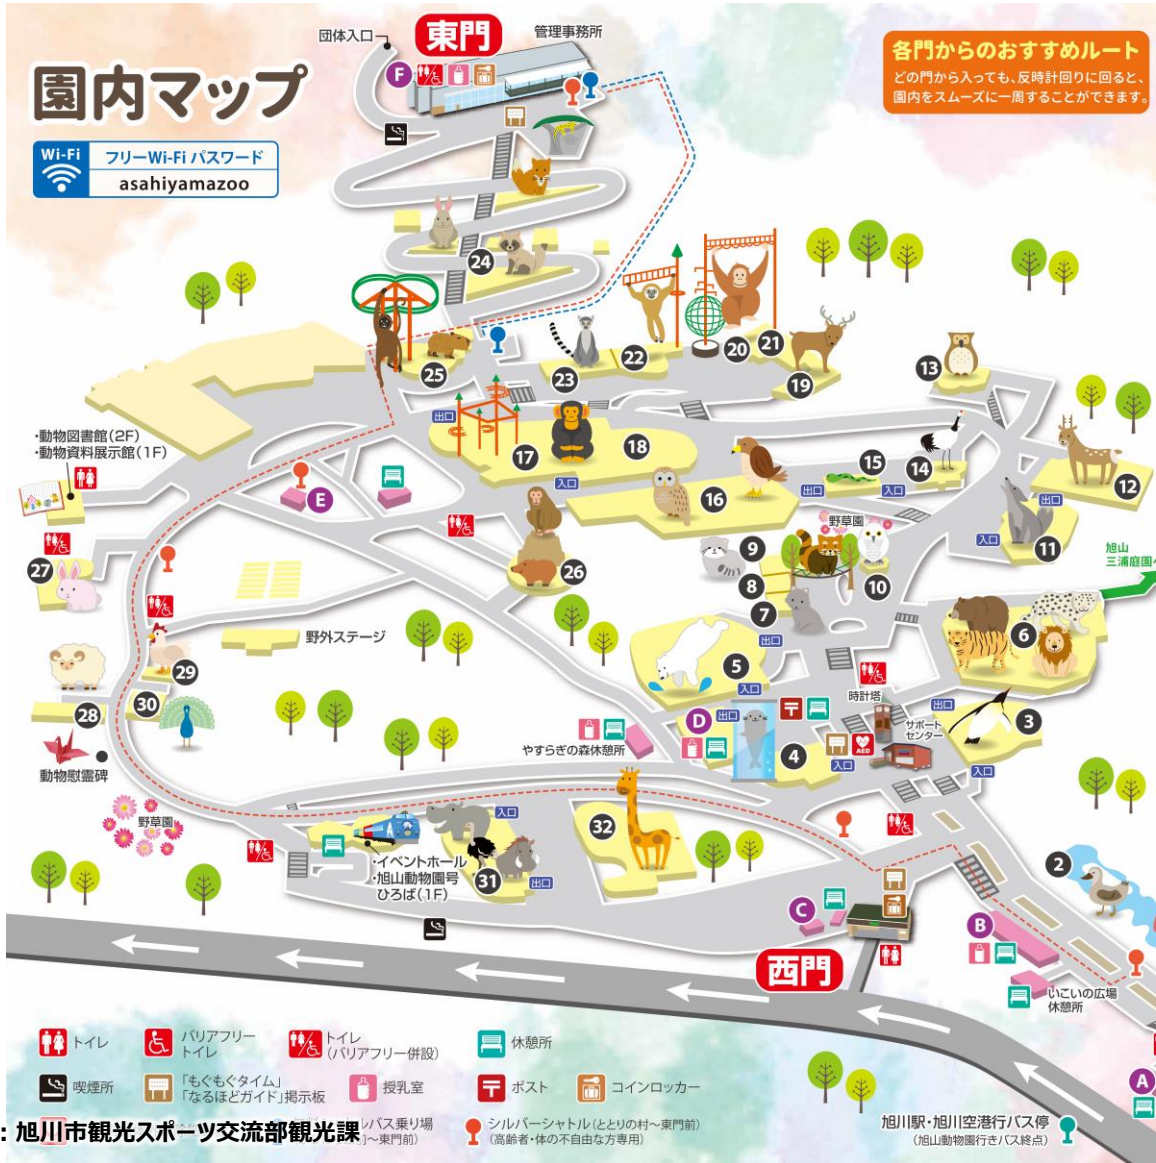 団体入口
東門
管理事務所
F
園内マップ
各門からのおすすめルート
どの門から入っても、反時計回りに回ると、
園内をスムーズに一周することができます。
Wi-Fi
フリーWi-Fi パスワード
asahiyamazoo
24
25
23
22
20
21
19
13
出口
・動物図書館(2F)
・動物資料展示館(1F)
E
17
18
入口
16
15
14
出口
入口
12
出口
入口
11
旭山
三浦庭園へ
野草園
9
8
7
10
27
26
野外ステージ
29
30
28
動物慰霊碑
野草園
出口
5
入口
6
時計塔
サポート
センター
出口
3
入口
D
出口
4
AED
入口
やすらぎの森休憩所
A
入口
・イベントホール
・旭山動物園号
ひろば(1F)
31
出口
32
2
C
西門
B
いこいの広場
休憩所
A
トイレ
バリアフリー
トイレ
トイレ
(バリアフリー併設)
休憩所
喫煙所
「もぐもぐタイム」
「なるほどガイド」掲示板
授乳室
ポスト
コインロッカー
: 旭川市観光スポーツ交流部観光課
バス乗り場
〜東門前)
シルバーシャトル(ととりの村〜東門前)
(高齢者・体の不自由な方専用)
旭川駅・旭川空港行バス停
(旭山動物園行きバス終点)